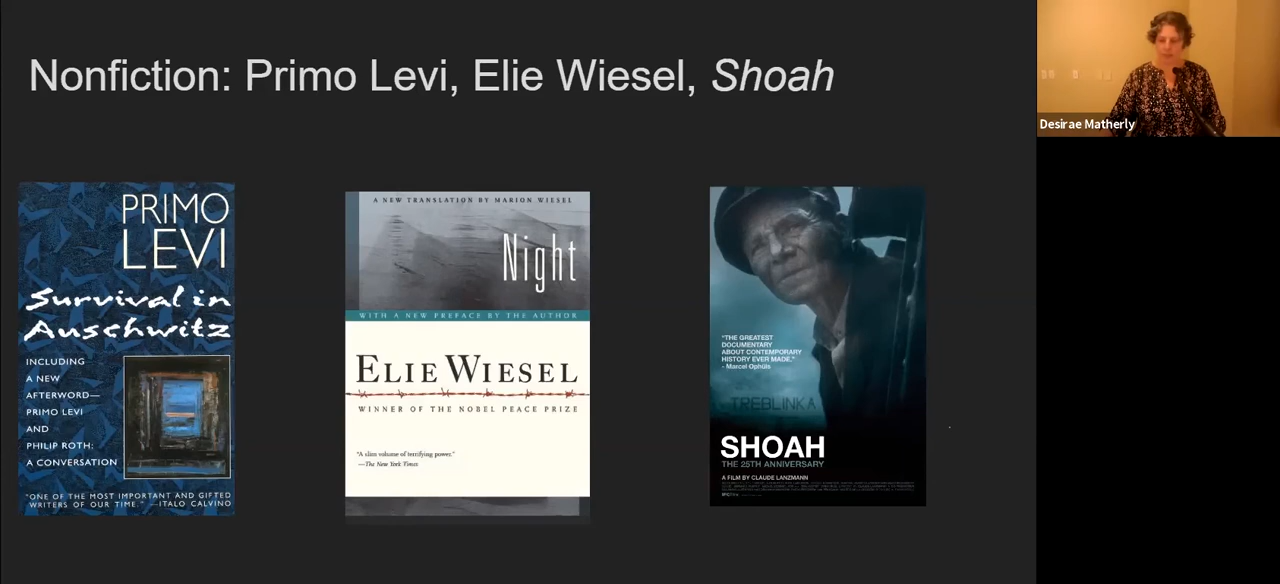 Nonfiction: Primo Levi, Elie Wiesel, Shoah
Desirae Matherly
PRIMO
LEVI
Survival in
Auschwitz
INCLUDING
A NEW
AFTERWORD—
PRIMO LEVI
AND
PHILIP ROTH:
A CONVERSATION
"ONE OF THE MOST IMPORTANT AND GIFTED
WRITERS OF OUR TIME." —ITALO CALVINO
A NEW TRANSLATION BY MARION WIESEL
Night
WITH A NEW PREFACE BY THE AUTHOR
ELIE WIESEL
WINNER OF THE NOBEL PEACE PRIZE
"A slim volume of terrifying power."
—The New York Times
"THE GREATEST
DOCUMENTARY
ABOUT CONTEMPORARY
HISTORY EVER MADE."
- Marcel Ophüls
TREBLINKA
SHOAH
THE 25TH ANNIVERSARY
A FILM BY CLAUDE LANZMANN